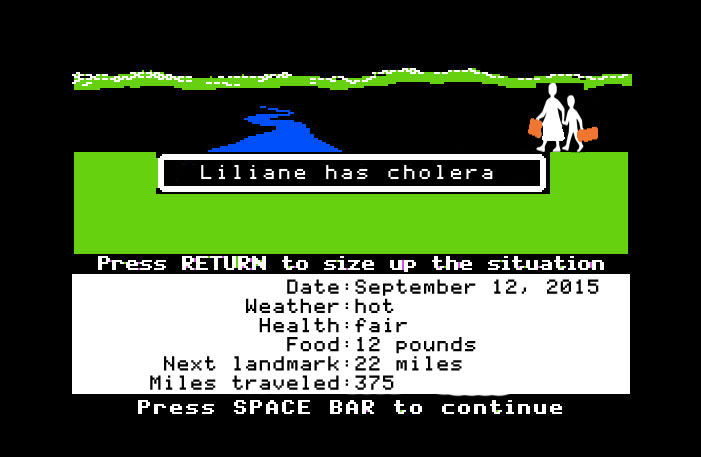 Liliane has cholera
Press RETURN to size up the situation
Date:September 12, 2015
Weather:hot
Health:fair
Food:12 pounds
Next landmark:22 miles
Miles traveled:375
Press SPACE BAR to continue